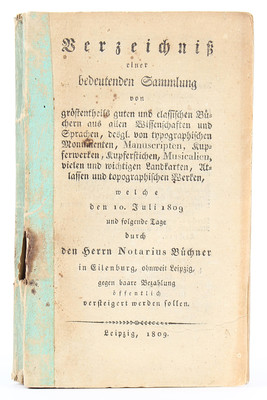 Verzeichniß
einer
bedeutenden Sammlung
von
gröstentheils guten und classischen Bü-
chern aus allen Wissenschaften und
Sprachen, desgl. von typographischen
Monumenten, Manuscripten, Kup-
ferwerken, Kupferstichen, Musicalien,
vielen und wichtigen Landkarten, At-
lassen und topographischen Werken,
welche
den 10. Juli 1809
und folgende Tage
durch
den Herrn Notarius Büchner
in Eilenburg, ohnweit Leipzig,
gegen baare Bezahlung
öffentlich
versteigert werden sollen.
Leipzig, 1809.